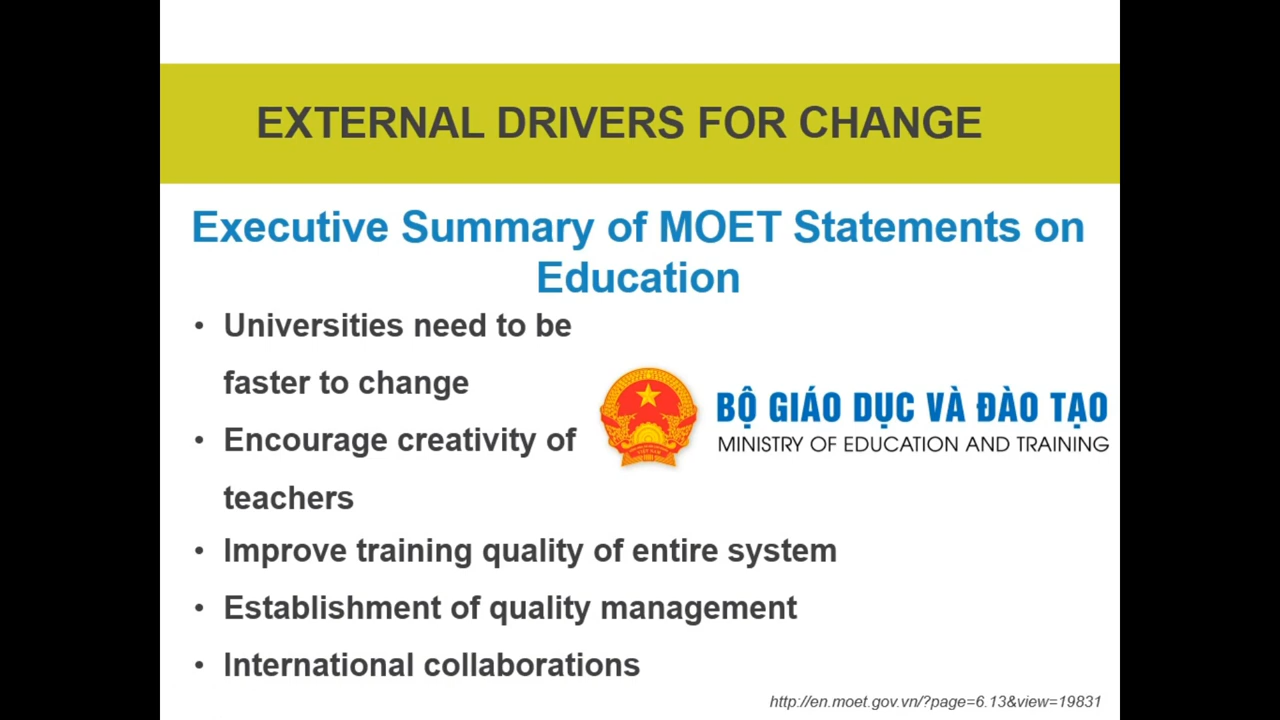 EXTERNAL DRIVERS FOR CHANGE
Executive Summary of MOET Statements on
Education
• Universities need to be
faster to change
• Encourage creativity of
teachers
• Improve training quality of entire system
• Establishment of quality management
• International collaborations
VIỆT NAM
BỘ GIÁO DỤC VÀ ĐÀO TẠO
MINISTRY OF EDUCATION AND TRAINING
http://en.moet.gov.vn/?page=6.13&view=19831